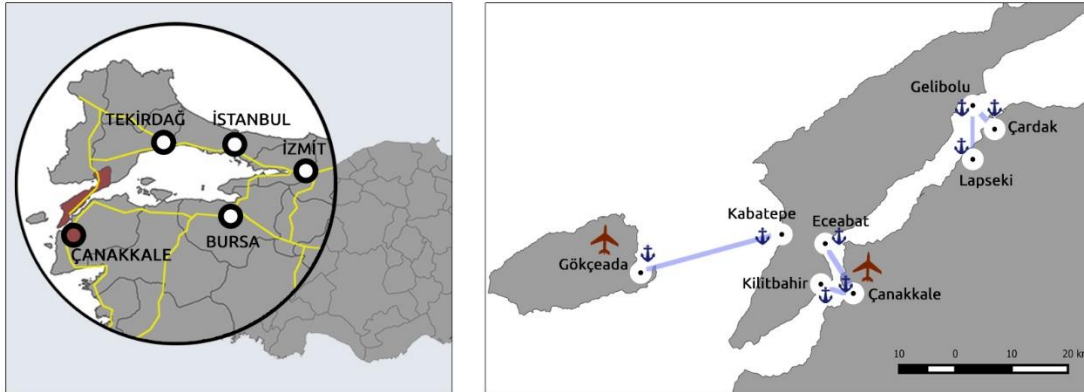 TEKİRDAĞ
İSTANBUL
İZMİT
BURSA
ÇANAKKALE
Gelibolu
Çardak
Lapseki
Kabatepe
Eceabat
Gökçeada
Kilitbahir
Çanakkale
10 0 10 20 km